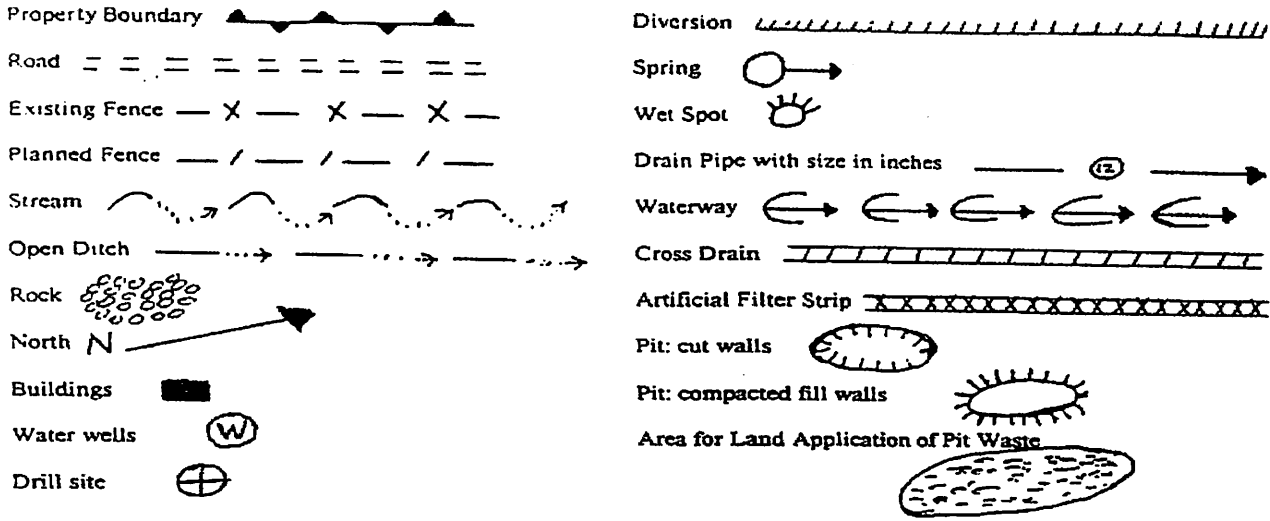 Property Boundary
Road
Existing Fence
Planned Fence
Stream
Open Ditch
Rock
North N
Buildings
Water wells W
Drill site
Diversion
Spring
Wet Spot
Drain Pipe with size in inches 12
Waterway
Cross Drain
Artificial Filter Strip
Pit: cut walls
Pit: compacted fill walls
Area for Land Application of Pit Waste